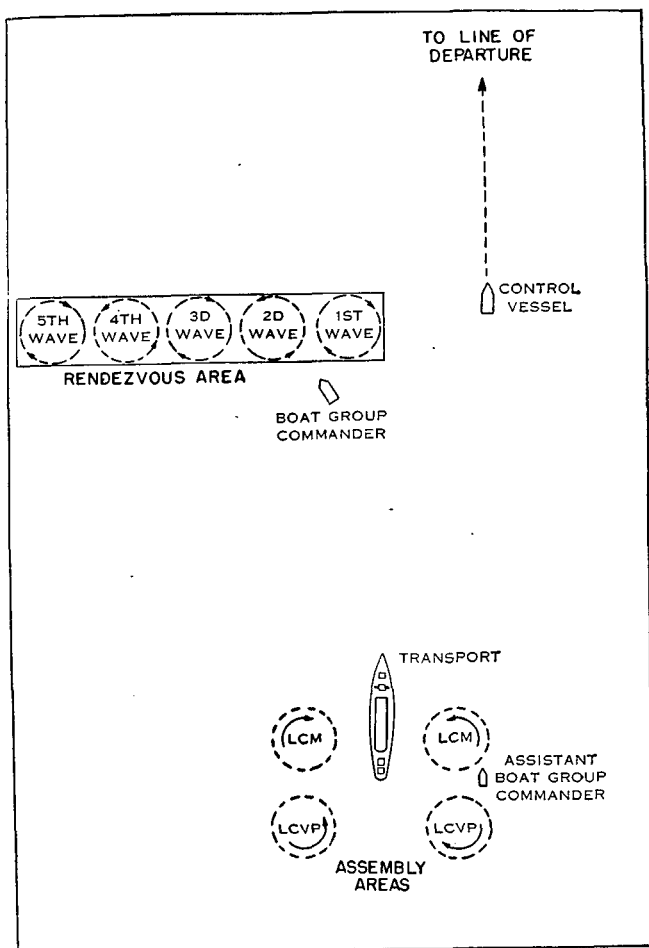 TO LINE OF
DEPARTURE
CONTROL
VESSEL
5TH
WAVE
4TH
WAVE
3D
WAVE
2D
WAVE
1ST
WAVE
RENDEZVOUS AREA
BOAT GROUP
COMMANDER
TRANSPORT
LCM
LCM
ASSISTANT
BOAT GROUP
COMMANDER
LCVP
LCVP
ASSEMBLY
AREAS